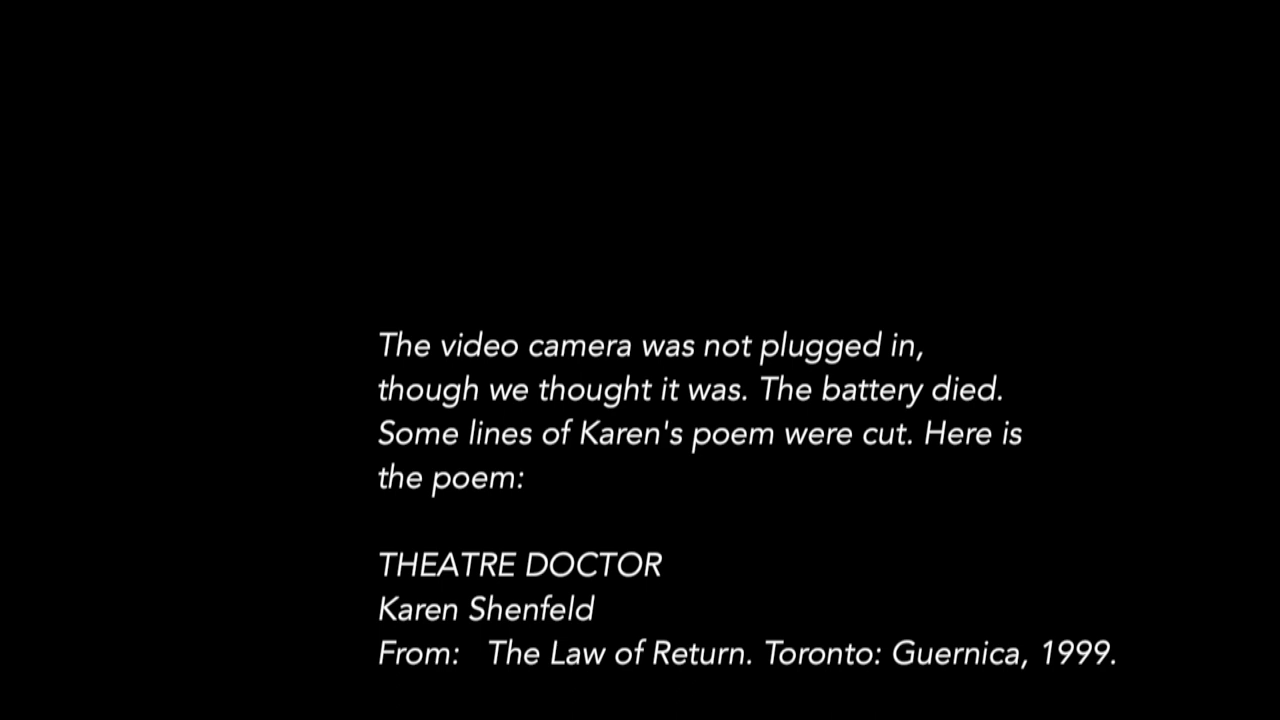 The video camera was not plugged in,
though we thought it was. The battery died.
Some lines of Karen's poem were cut. Here is
the poem:
THEATRE DOCTOR
Karen Shenfeld
From: The Law of Return. Toronto: Guernica, 1999.